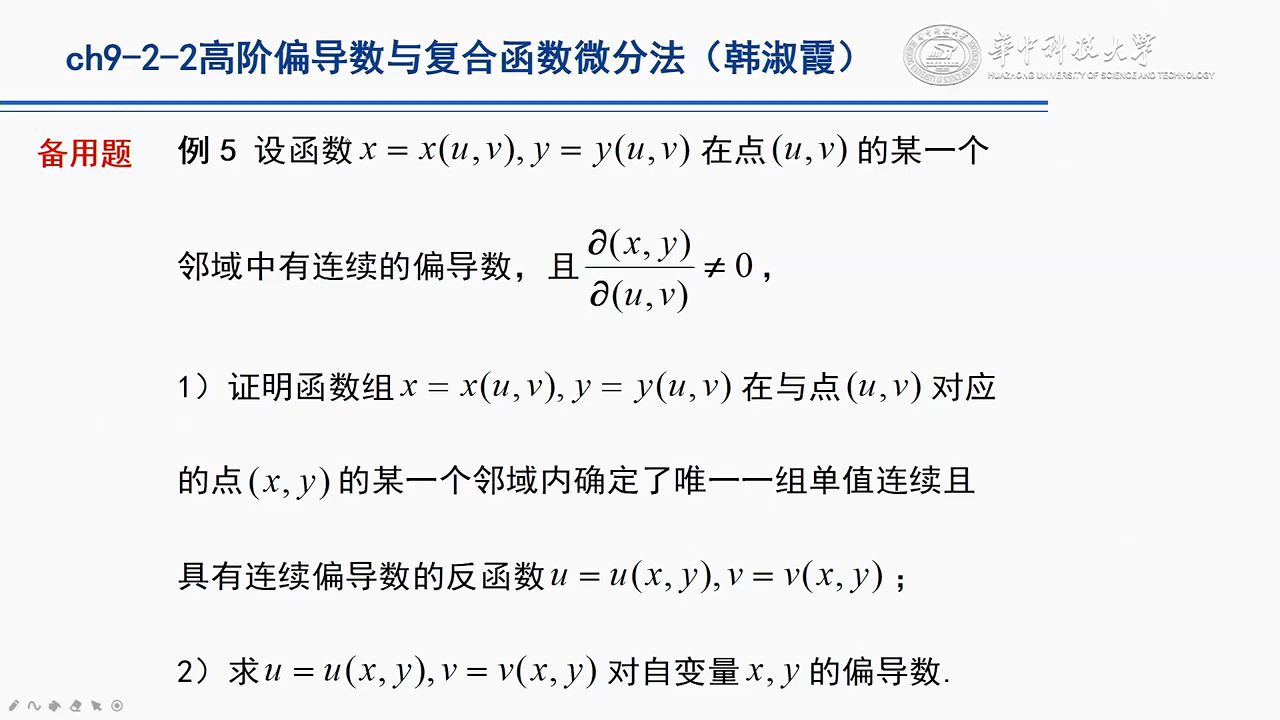 ch9-2-2高阶偏导数与复合函数微分法（韩淑霞）
华中科技大学
HUAZHONG UNIVERSITY OF SCIENCE AND TECHNOLOGY
备用题 例 5 设函数 x = x(u,v), y = y(u,v) 在点 (u,v) 的某一个
邻域中有连续的偏导数，且 ∂(x, y)/∂(u,v) ≠ 0 ，
1）证明函数组 x = x(u,v), y = y(u,v) 在与点 (u,v) 对应
的点 (x, y) 的某一个邻域内确定了唯一一组单值连续且
具有连续偏导数的反函数 u = u(x, y), v = v(x, y) ；
2）求 u = u(x, y), v = v(x, y) 对自变量 x, y 的偏导数.